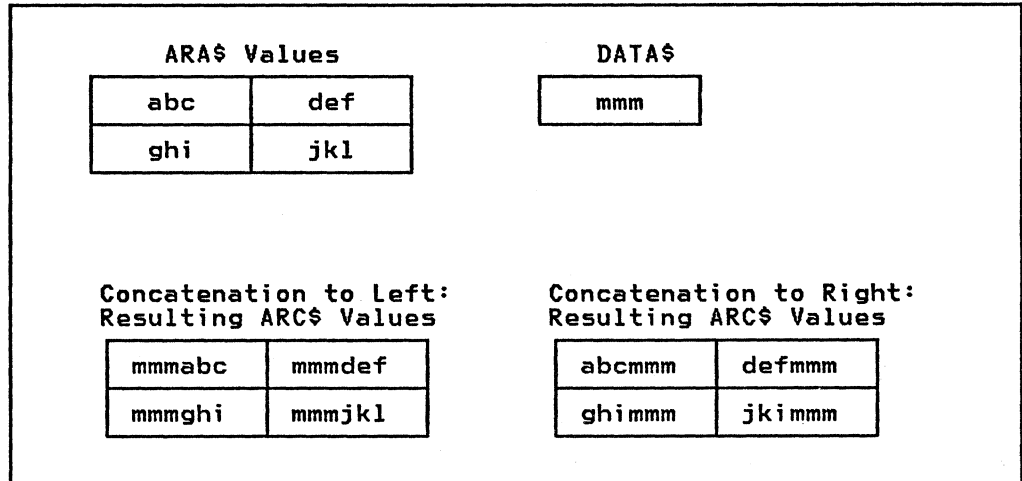 ARA$ Values
DATA$
abc def
mmm
ghi jkl
Concatenation to Left:
Resulting ARC$ Values
Concatenation to Right:
Resulting ARC$ Values
mmmabc mmmdef
abcmmm defmmm
mmmghi mmmjkl
ghimmm jkimmm